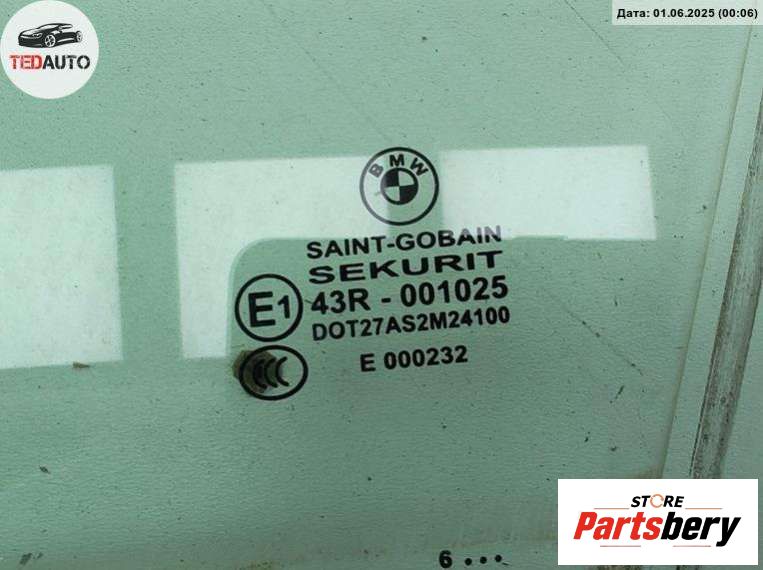 Дата: 01.06.2025 (00:06)
TEDAUTO
BMW
SAINT-GOBAIN
SEKURIT
E1
43R - 001025
DOT27AS2M24100
CCC
E 000232
6 •••
STORE
Partsbery